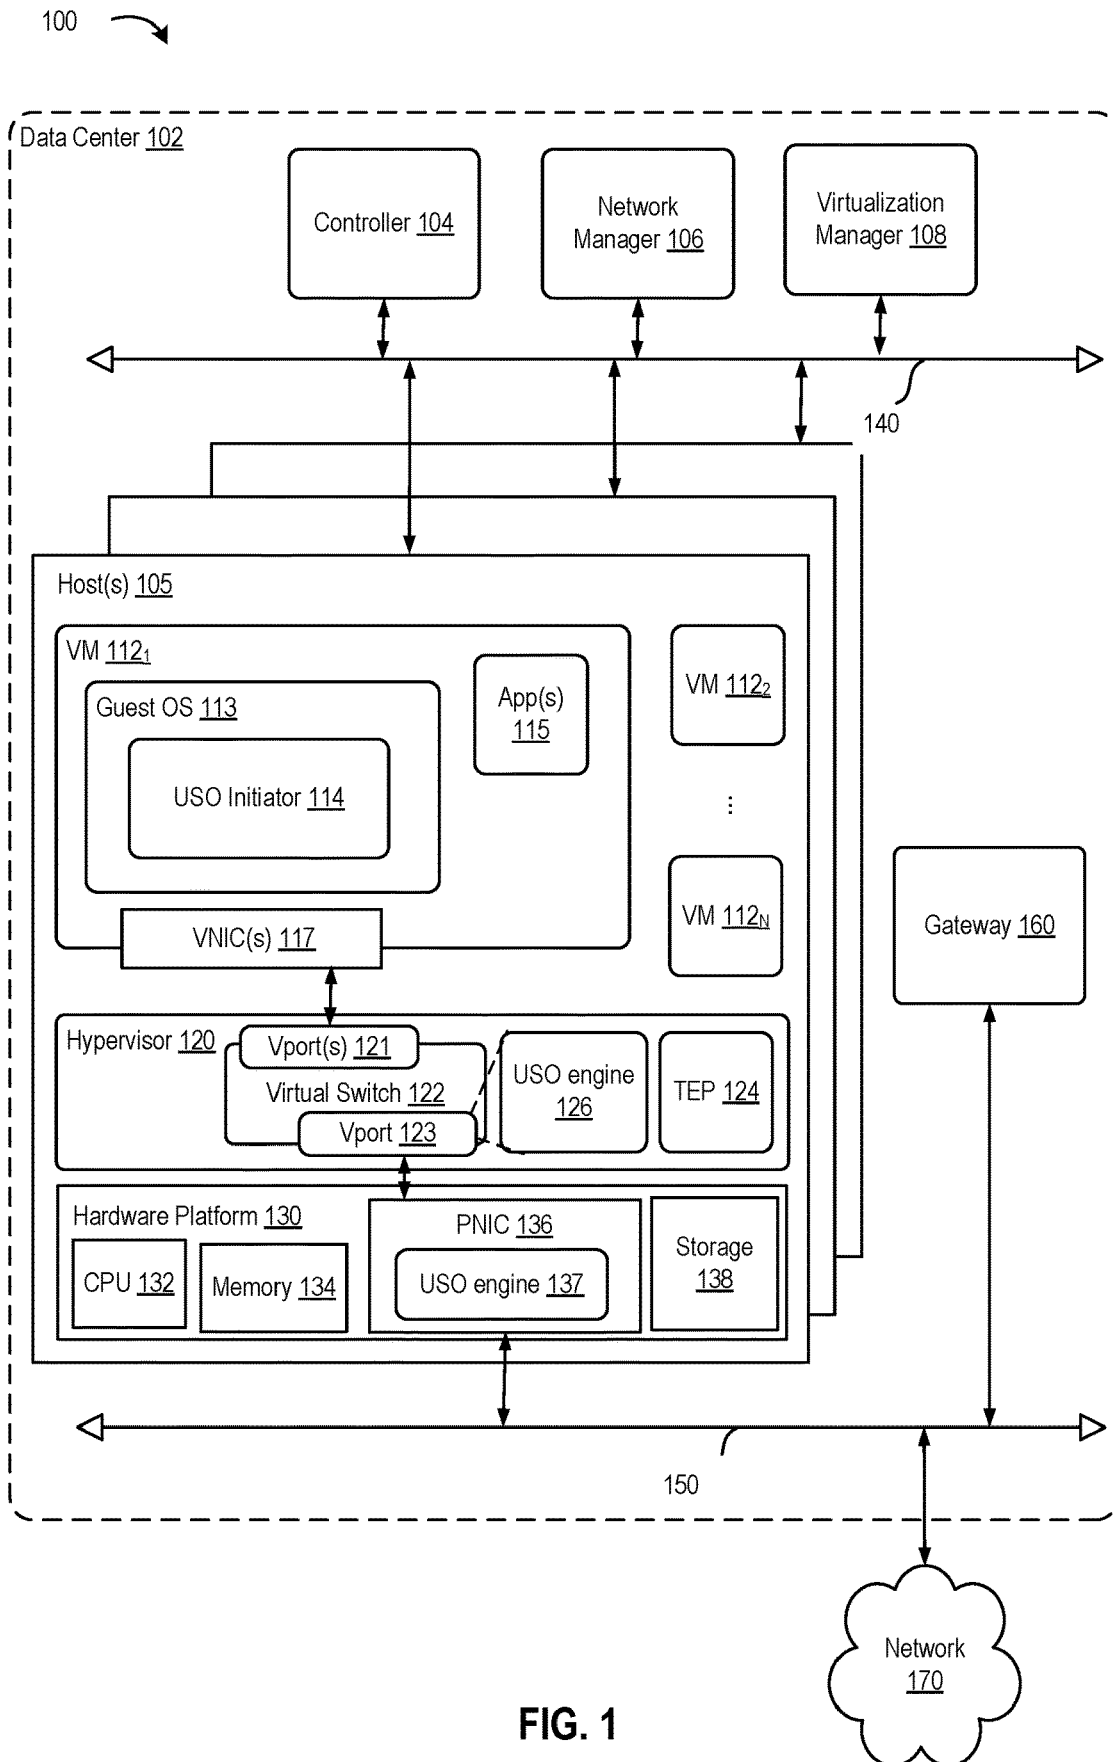 100
Data Center 102
Controller 104
Network
Manager 106
Virtualization
Manager 108
140
Host(s) 105
VM 112₁
Guest OS 113
USO Initiator 114
App(s)
115
VM 112₂
...
VM 112ₙ
VNIC(s) 117
Gateway 160
Hypervisor 120
Vport(s) 121
Virtual Switch 122
Vport 123
USO engine
126
TEP 124
Hardware Platform 130
CPU 132
Memory 134
PNIC 136
USO engine 137
Storage
138
150
Network
170
FIG. 1